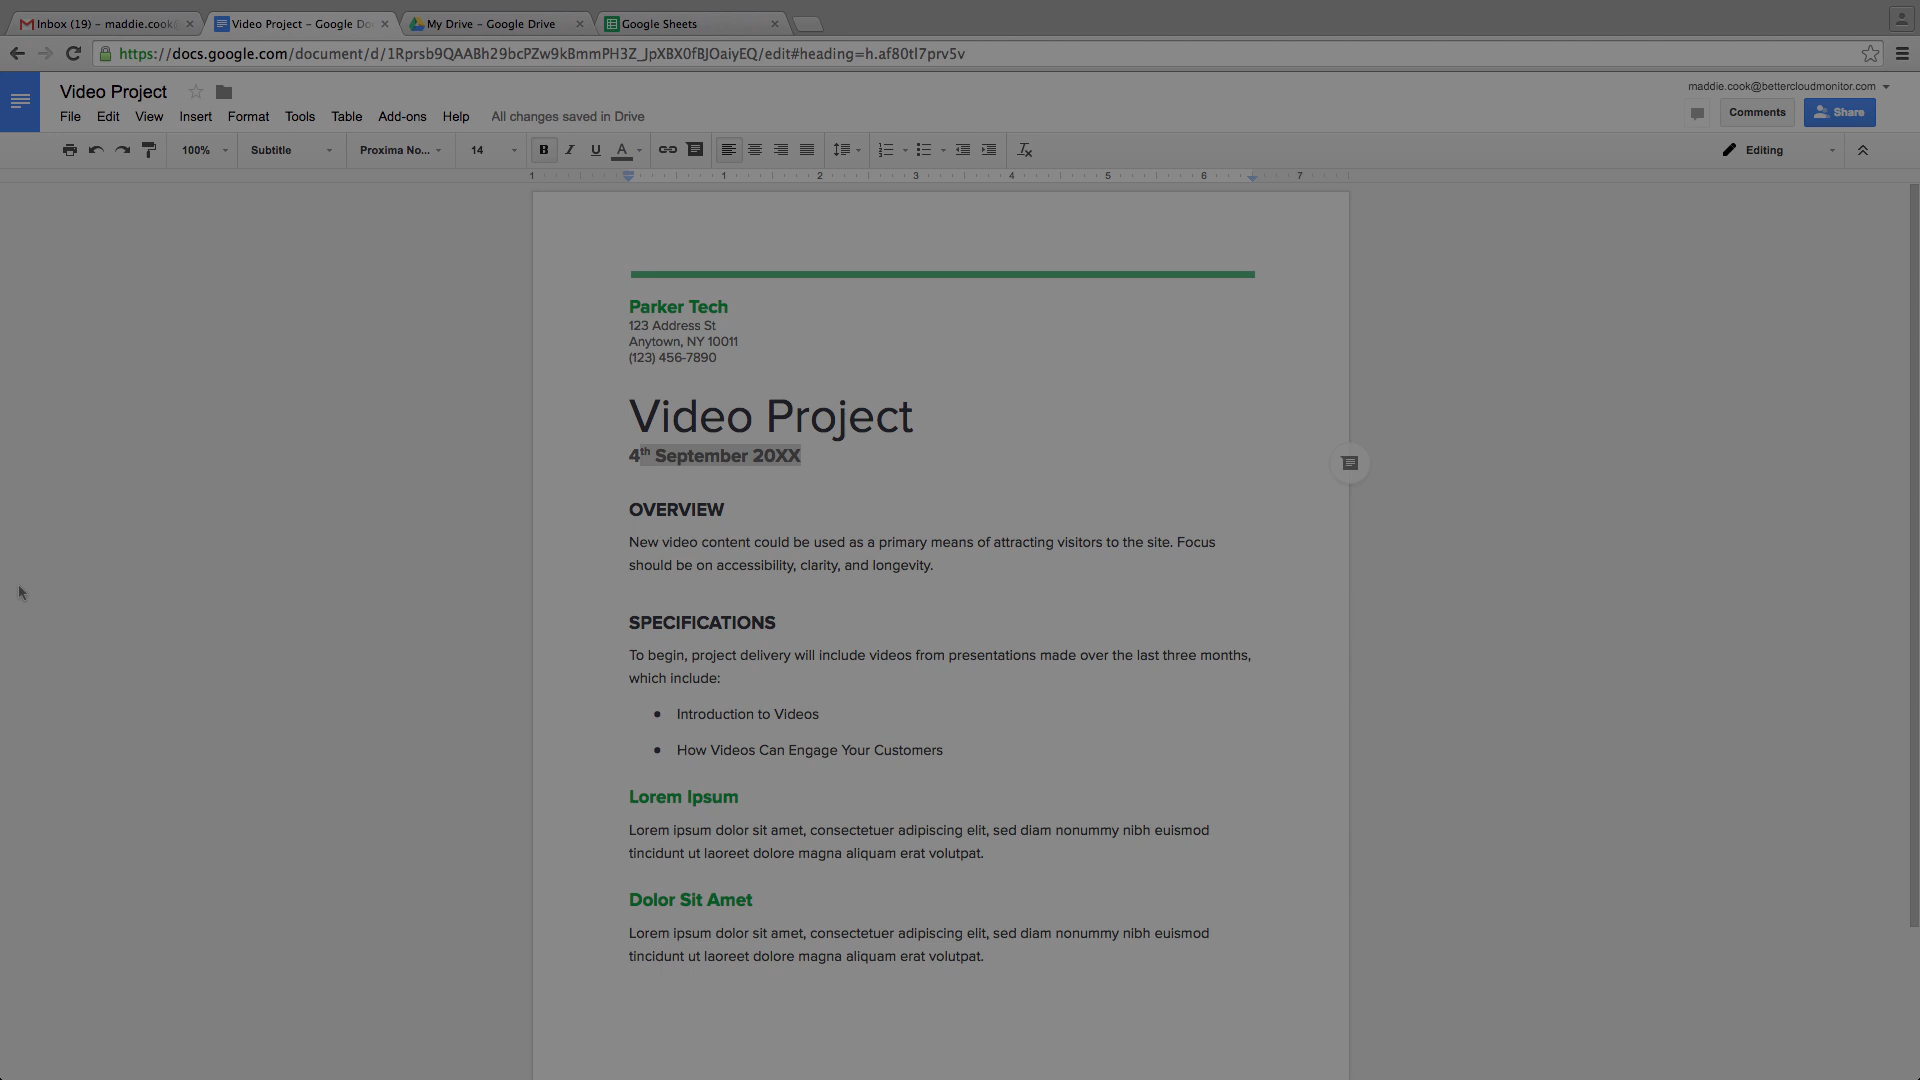 Inbox (19) – maddie.cook@
Video Project – Google Do
My Drive – Google Drive
Google Sheets
https://docs.google.com/document/d/1Rprsb9QAABh29bcPZw9kBmmPH3Z_JpXBX0fBJOaiyEQ/edit#heading=h.af80tl7prv5v
Video Project
maddie.cook@bettercloudmonitor.com
File Edit View Insert Format Tools Table Add-ons Help All changes saved in Drive
Comments
Share
100% Subtitle Proxima No... 14 B I U A Editing
1 1 2 3 4 5 6 7
Parker Tech
123 Address St
Anytown, NY 10011
(123) 456-7890
Video Project
4th September 20XX
OVERVIEW
New video content could be used as a primary means of attracting visitors to the site. Focus
should be on accessibility, clarity, and longevity.
SPECIFICATIONS
To begin, project delivery will include videos from presentations made over the last three months,
which include:
● Introduction to Videos
● How Videos Can Engage Your Customers
Lorem Ipsum
Lorem ipsum dolor sit amet, consectetuer adipiscing elit, sed diam nonummy nibh euismod
tincidunt ut laoreet dolore magna aliquam erat volutpat.
Dolor Sit Amet
Lorem ipsum dolor sit amet, consectetuer adipiscing elit, sed diam nonummy nibh euismod
tincidunt ut laoreet dolore magna aliquam erat volutpat.